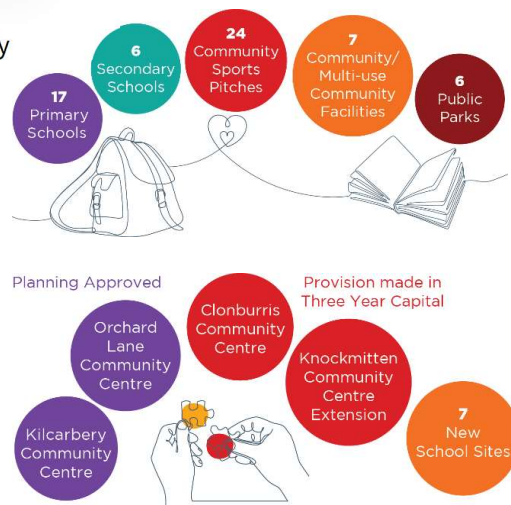 y
17
Primary
Schools
6
Secondary
Schools
24
Community
Sports
Pitches
7
Community/
Multi-use
Community
Facilities
6
Public
Parks
Planning Approved
Provision made in
Three Year Capital
Kilcarbery
Community
Centre
Orchard
Lane
Community
Centre
Clonburris
Community
Centre
Knockmitten
Community
Centre
Extension
7
New
School Sites